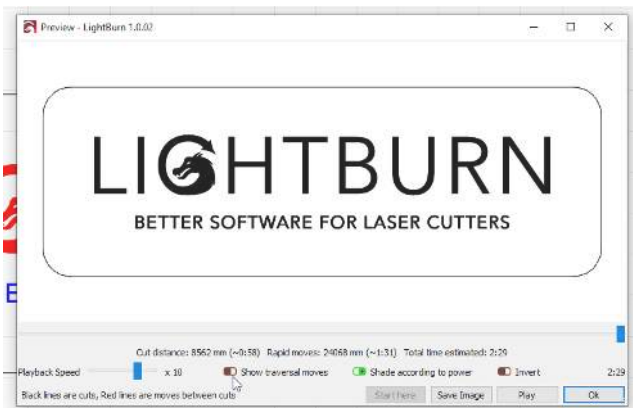 Preview - LightBurn 1.0.02
LIGHTBURN
BETTER SOFTWARE FOR LASER CUTTERS
Cut distance: 8562 mm (~0:58) Rapid moves: 24068 mm (~1:31) Total time estimated: 2:29
Playback Speed x 10 Show traversal moves Shade according to power Invert 2:29
Black lines are cuts, Red lines are moves between cuts Start here Save Image Play Ok